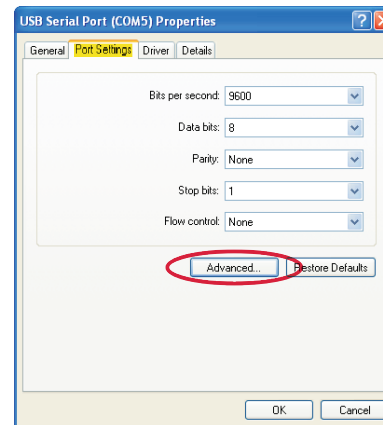 USB Serial Port (COM5) Properties
General Port Settings Driver Details
Bits per second: 9600
Data bits: 8
Parity: None
Stop bits: 1
Flow control: None
Advanced... Restore Defaults
OK Cancel